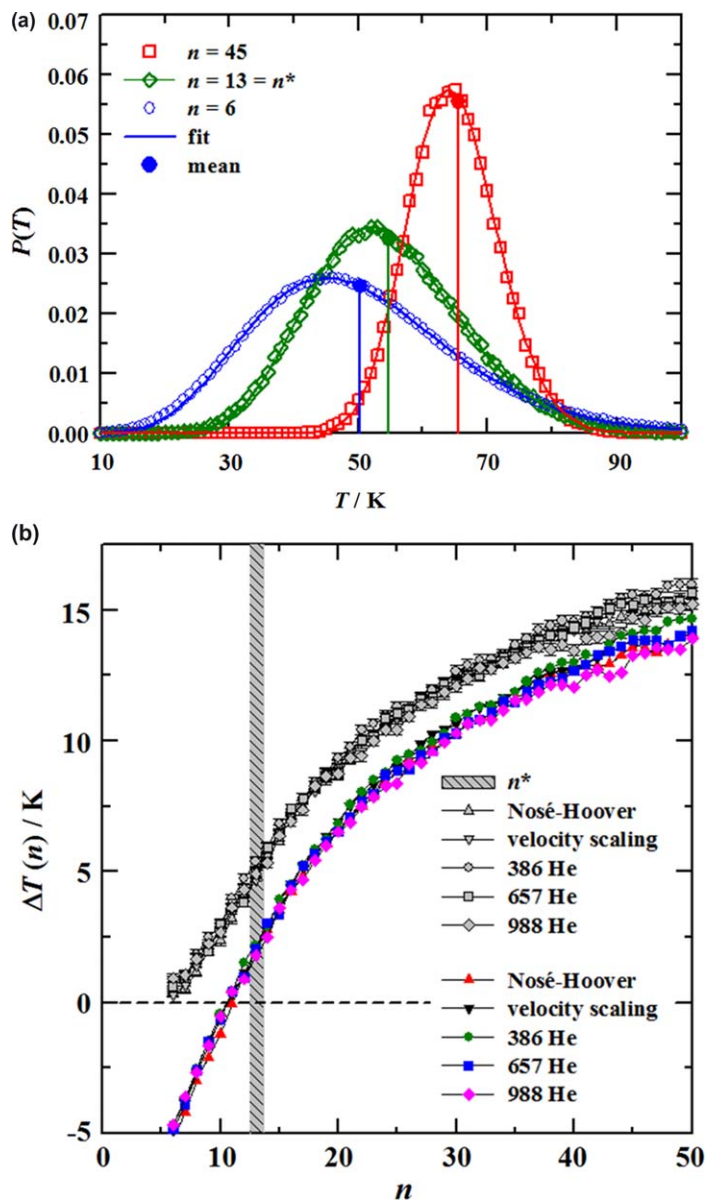 (a)
0.07
0.06
0.05
0.04
0.03
0.02
0.01
0.00
P(T)
n = 45
n = 13 = n*
n = 6
fit
mean
10 30 50 70 90
T / K
(b)
15
10
5
0
-5
ΔT (n) / K
n*
Nosé-Hoover
velocity scaling
386 He
657 He
988 He
Nosé-Hoover
velocity scaling
386 He
657 He
988 He
0 10 20 30 40 50
n